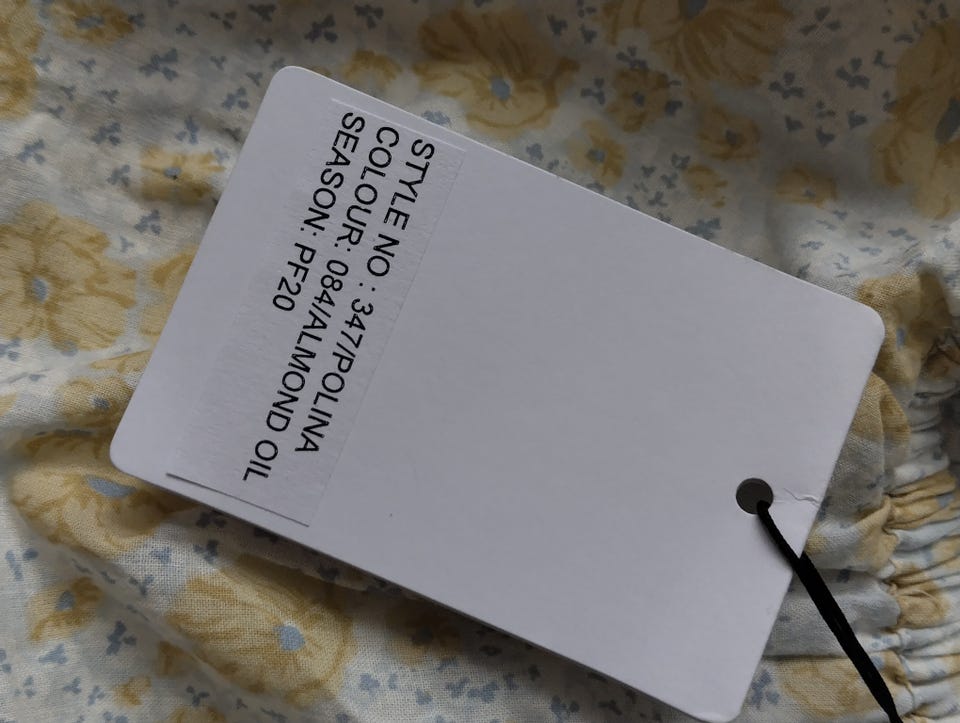 STYLE NO : 347/POLINA
COLOUR: 084/ALMOND OIL
SEASON: PF20